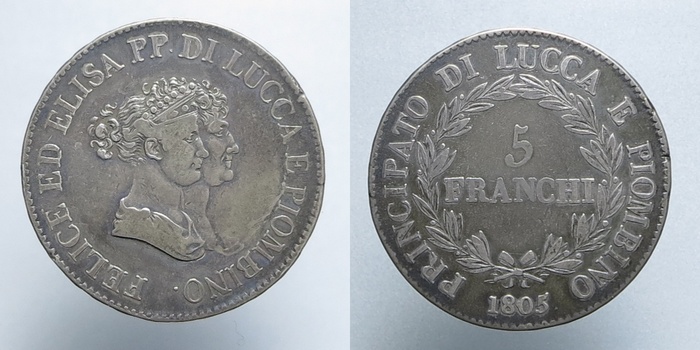 FELICE ED ELISA PP. DI LUCCA E PIOMBINO.
PRINCIPATO DI LUCCA E PIOMBINO
5
FRANCHI
1805